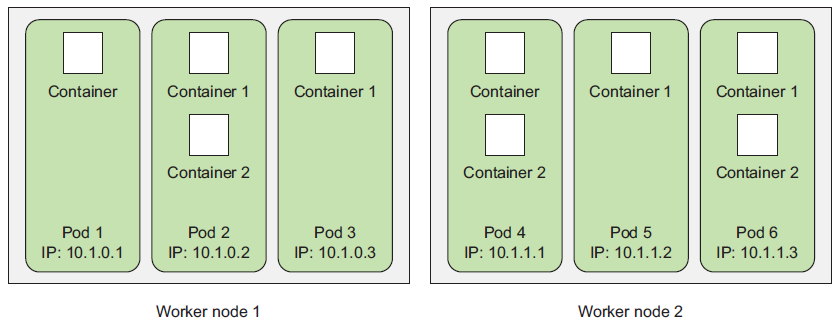 Container
Container 1
Container 1
Container 2
Pod 1
IP: 10.1.0.1
Pod 2
IP: 10.1.0.2
Pod 3
IP: 10.1.0.3
Worker node 1
Container
Container 1
Container 1
Container 2
Container 2
Pod 4
IP: 10.1.1.1
Pod 5
IP: 10.1.1.2
Pod 6
IP: 10.1.1.3
Worker node 2